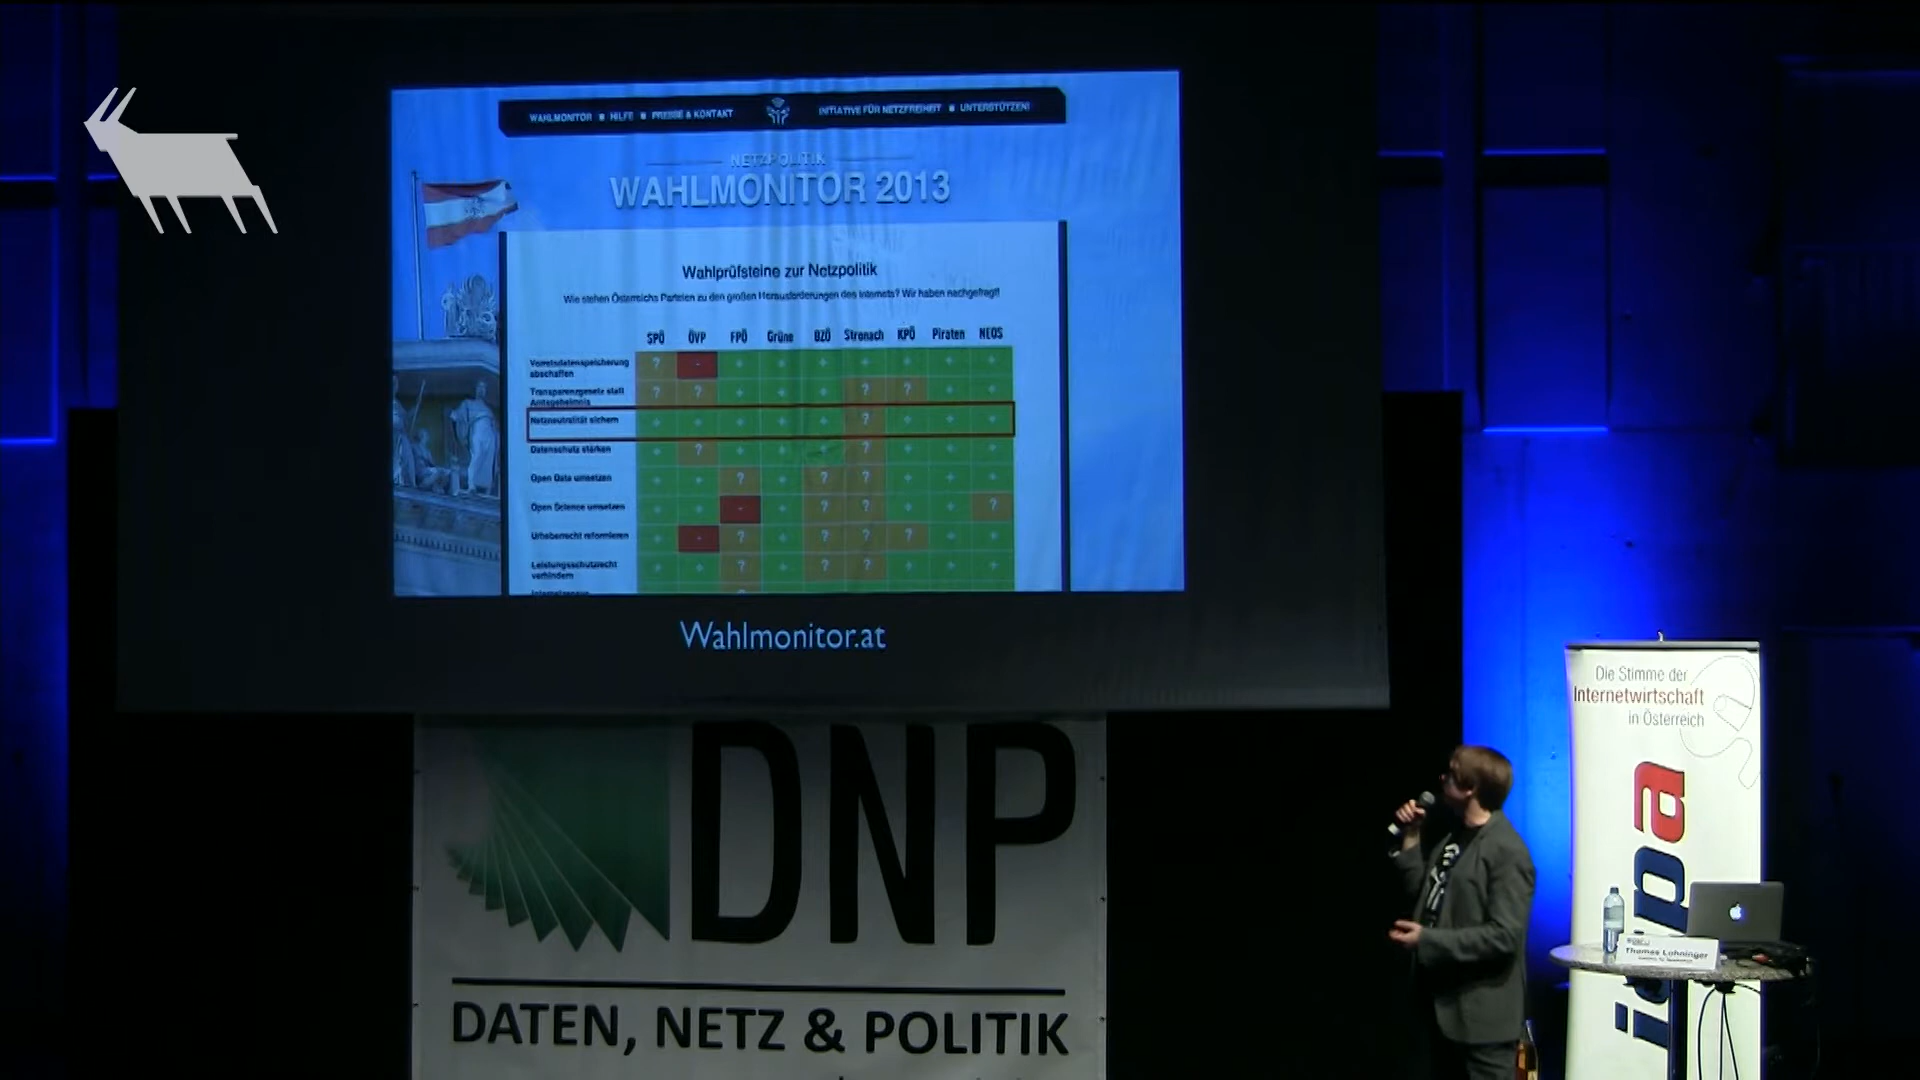 WAHLMONITOR ■ HILFE ■ PRESSE & KONTAKT
INITIATIVE FÜR NETZFREIHEIT ■ UNTERSTÜTZEN!
NETZPOLITIK
WAHLMONITOR 2013
Wahlprüfsteine zur Netzpolitik
Wie stehen Österreichs Parteien zu den großen Herausforderungen des Internets? Wir haben nachgefragt!
SPÖ ÖVP FPÖ Grüne BZÖ Stronach KPÖ Piraten NEOS
Vorratsdatenspeicherung
abschaffen
? - + + + + + + +
Transparenzgesetz statt
Amtsgeheimnis
? ? + + + ? ? + +
Netzneutralität sichern
+ + + + + ? + + +
Datenschutz stärken
+ ? + + + ? + + +
Open Data umsetzen
+ + ? + ? ? + + +
Open Science umsetzen
+ + - + ? ? + + ?
Urheberrecht reformieren
+ - ? + ? ? ? + +
Leistungsschutzrecht
verhindern
+ + ? + ? ? + + +
Wahlmonitor.at
DNP
DATEN, NETZ & POLITIK
Die Stimme der
Internetwirtschaft
in Österreich
ispa
Thomas Lohninger